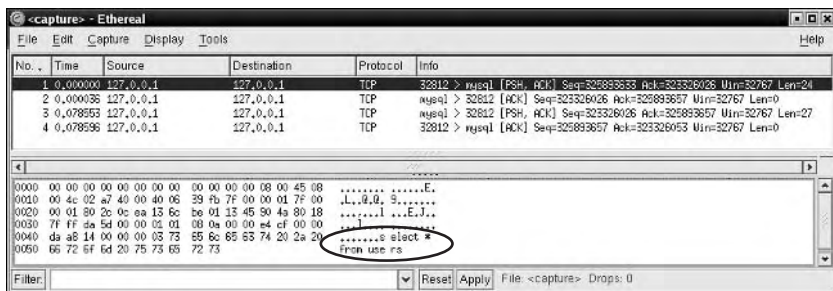 <capture> - Ethereal
File Edit Capture Display Tools Help
No. . Time Source Destination Protocol Info
1 0.000000 127.0.0.1 127.0.0.1 TCP 32812 > mysql [PSH, ACK] Seq=325893633 Ack=323326026 Win=32767 Len=24
2 0.000036 127.0.0.1 127.0.0.1 TCP mysql > 32812 [ACK] Seq=323326026 Ack=325893657 Win=32767 Len=0
3 0.078553 127.0.0.1 127.0.0.1 TCP mysql > 32812 [PSH, ACK] Seq=323326026 Ack=325893657 Win=32767 Len=27
4 0.078596 127.0.0.1 127.0.0.1 TCP 32812 > mysql [ACK] Seq=325893657 Ack=323326053 Win=32767 Len=0
0000 00 00 00 00 00 00 00 00 00 00 00 00 08 00 45 08 ........ ......E.
0010 00 4c 02 a7 40 00 40 06 39 fb 7f 00 00 01 7f 00 .L..@.@. 9.......
0020 00 01 80 2c 0c ea 13 6c be 01 13 45 90 4a 80 18 ...,...l ...E.J..
0030 7f ff da 5d 00 00 01 01 08 0a 00 00 e4 cf 00 00 ...]....
0040 da a8 14 00 00 00 03 73 65 6c 65 63 74 20 2a 20 .......s elect *
0050 66 72 6f 6d 20 75 73 65 72 73 from use rs
Filter: Reset Apply File: <capture> Drops: 0